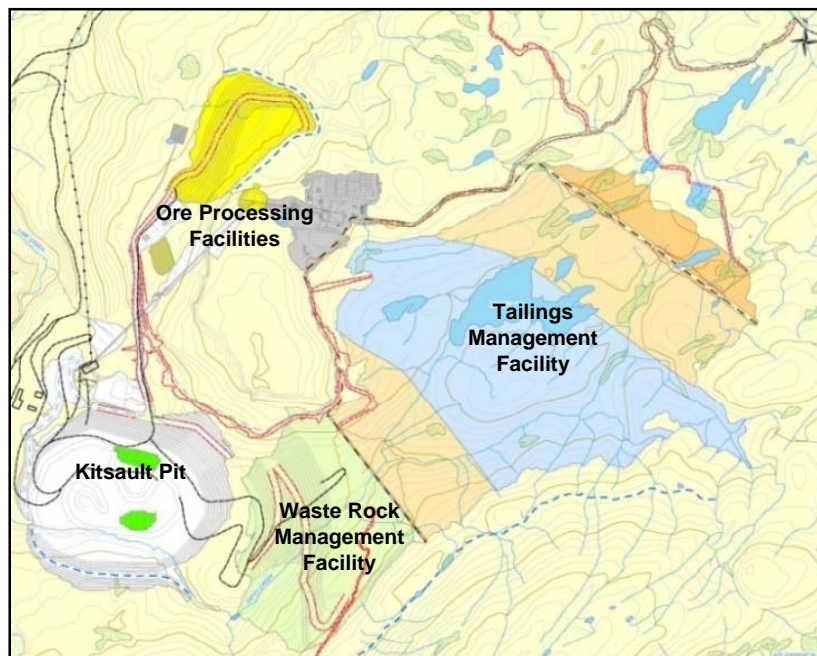 Ore Processing
Facilities
Tailings
Management
Facility
Kitsault Pit
Waste Rock
Management
Facility